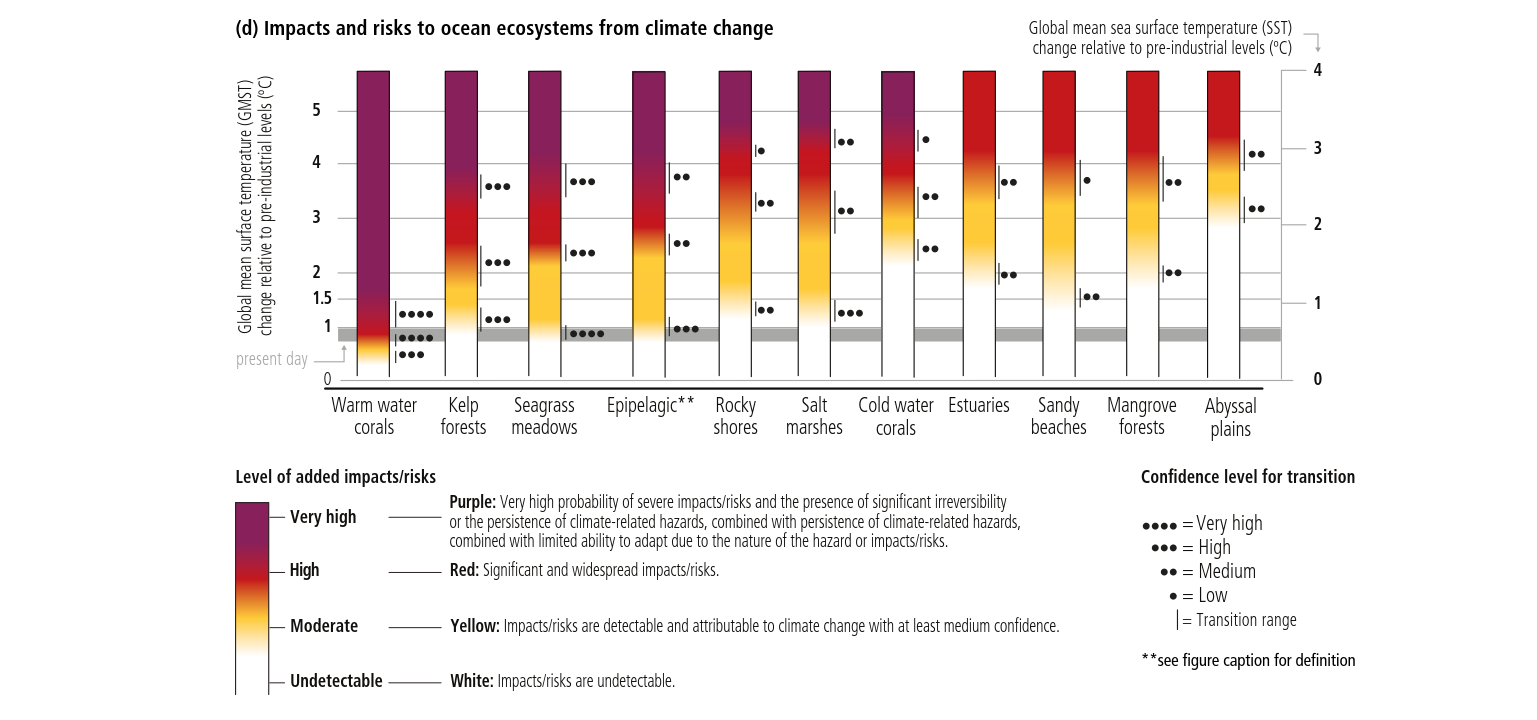 (d) Impacts and risks to ocean ecosystems from climate change
Global mean sea surface temperature (SST)
change relative to pre-industrial levels (°C)
Global mean surface temperature (GMST)
change relative to pre-industrial levels (°C)
5
4
3
2
1.5
1
0
present day
4
3
2
1
0
Warm water
corals
Kelp
forests
Seagrass
meadows
Epipelagic**
Rocky
shores
Salt
marshes
Cold water
corals
Estuaries
Sandy
beaches
Mangrove
forests
Abyssal
plains
Level of added impacts/risks
Very high
High
Moderate
Undetectable
Purple: Very high probability of severe impacts/risks and the presence of significant irreversibility
or the persistence of climate-related hazards, combined with persistence of climate-related hazards,
combined with limited ability to adapt due to the nature of the hazard or impacts/risks.
Red: Significant and widespread impacts/risks.
Yellow: Impacts/risks are detectable and attributable to climate change with at least medium confidence.
White: Impacts/risks are undetectable.
Confidence level for transition
●●●● = Very high
●●● = High
●● = Medium
● = Low
| = Transition range
**see figure caption for definition